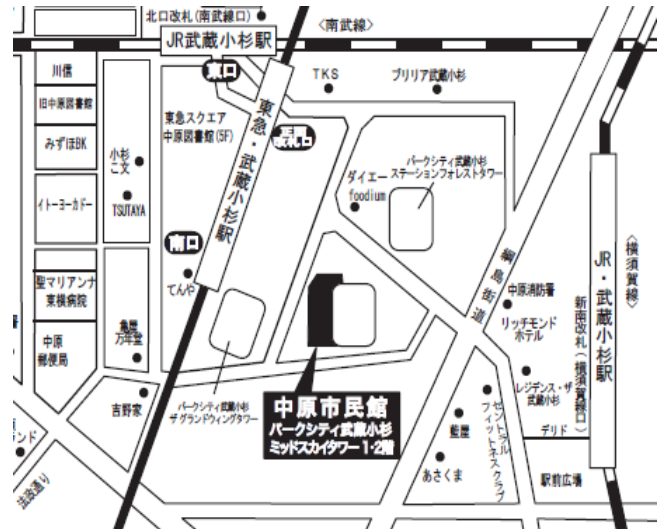 北口改札(南武線口)
〈南武線〉
JR武蔵小杉駅
東口
川信
旧中原図書館
みずほBK
イトーヨーカドー
聖マリアンナ
東横病院
中原
郵便局
小杉
ご文
TSUTAYA
亀屋
万年堂
吉野家
法政通り
東急スクエア
中原図書館(5F)
正面
改札口
東急・武蔵小杉駅
南口
てんや
TKS
ブリリア武蔵小杉
パークシティ武蔵小杉
ステーションフォレストタワー
ダイエー
foodium
綱島街道
パークシティ武蔵小杉
ザ グランドウィングタワー
中原市民館
パークシティ武蔵小杉
ミッドスカイタワー1・2階
中原消防署
リッチモンド
ホテル
レジデンス・ザ
武蔵小杉
セントラル
フィットネスクラブ
藍屋
あさくま
デリド
駅前広場
新南改札(横須賀線口)
JR・武蔵小杉駅
〈横須賀線〉